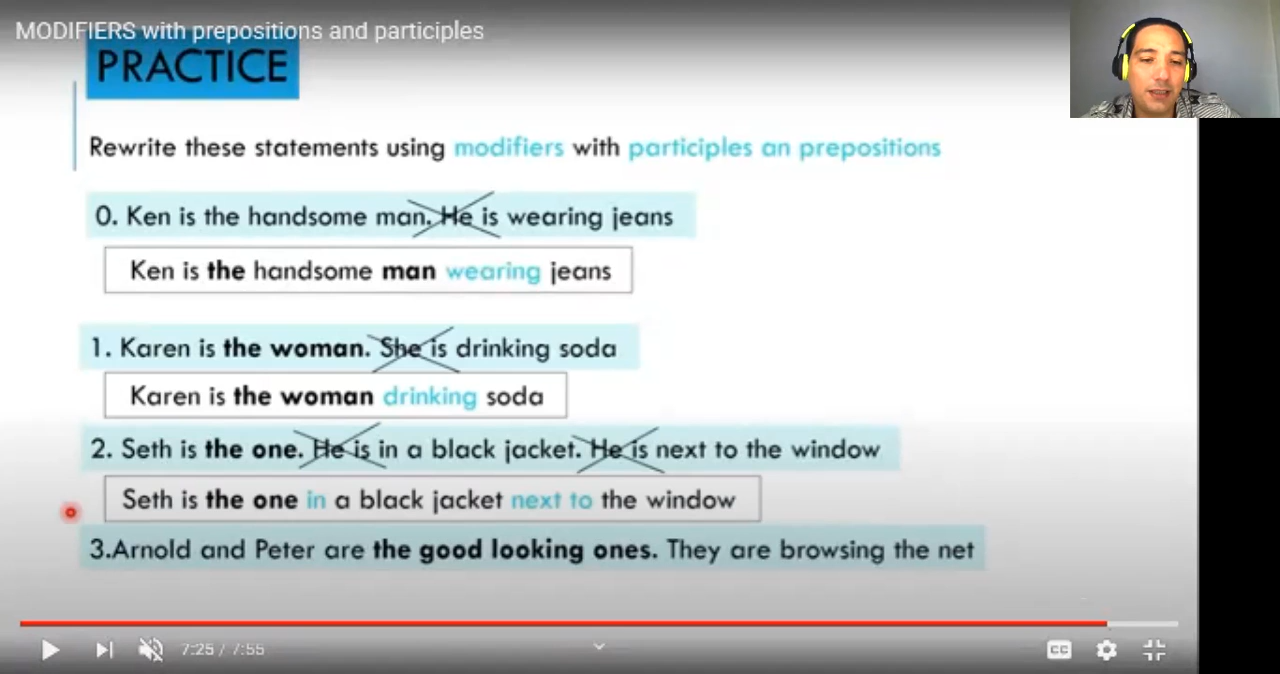 MODIFIERS with prepositions and participles
PRACTICE
Rewrite these statements using modifiers with participles an prepositions
0. Ken is the handsome man. He is wearing jeans
Ken is the handsome man wearing jeans
1. Karen is the woman. She is drinking soda
Karen is the woman drinking soda
2. Seth is the one. He is in a black jacket. He is next to the window
Seth is the one in a black jacket next to the window
3.Arnold and Peter are the good looking ones. They are browsing the net
7:25 / 7:55
CC